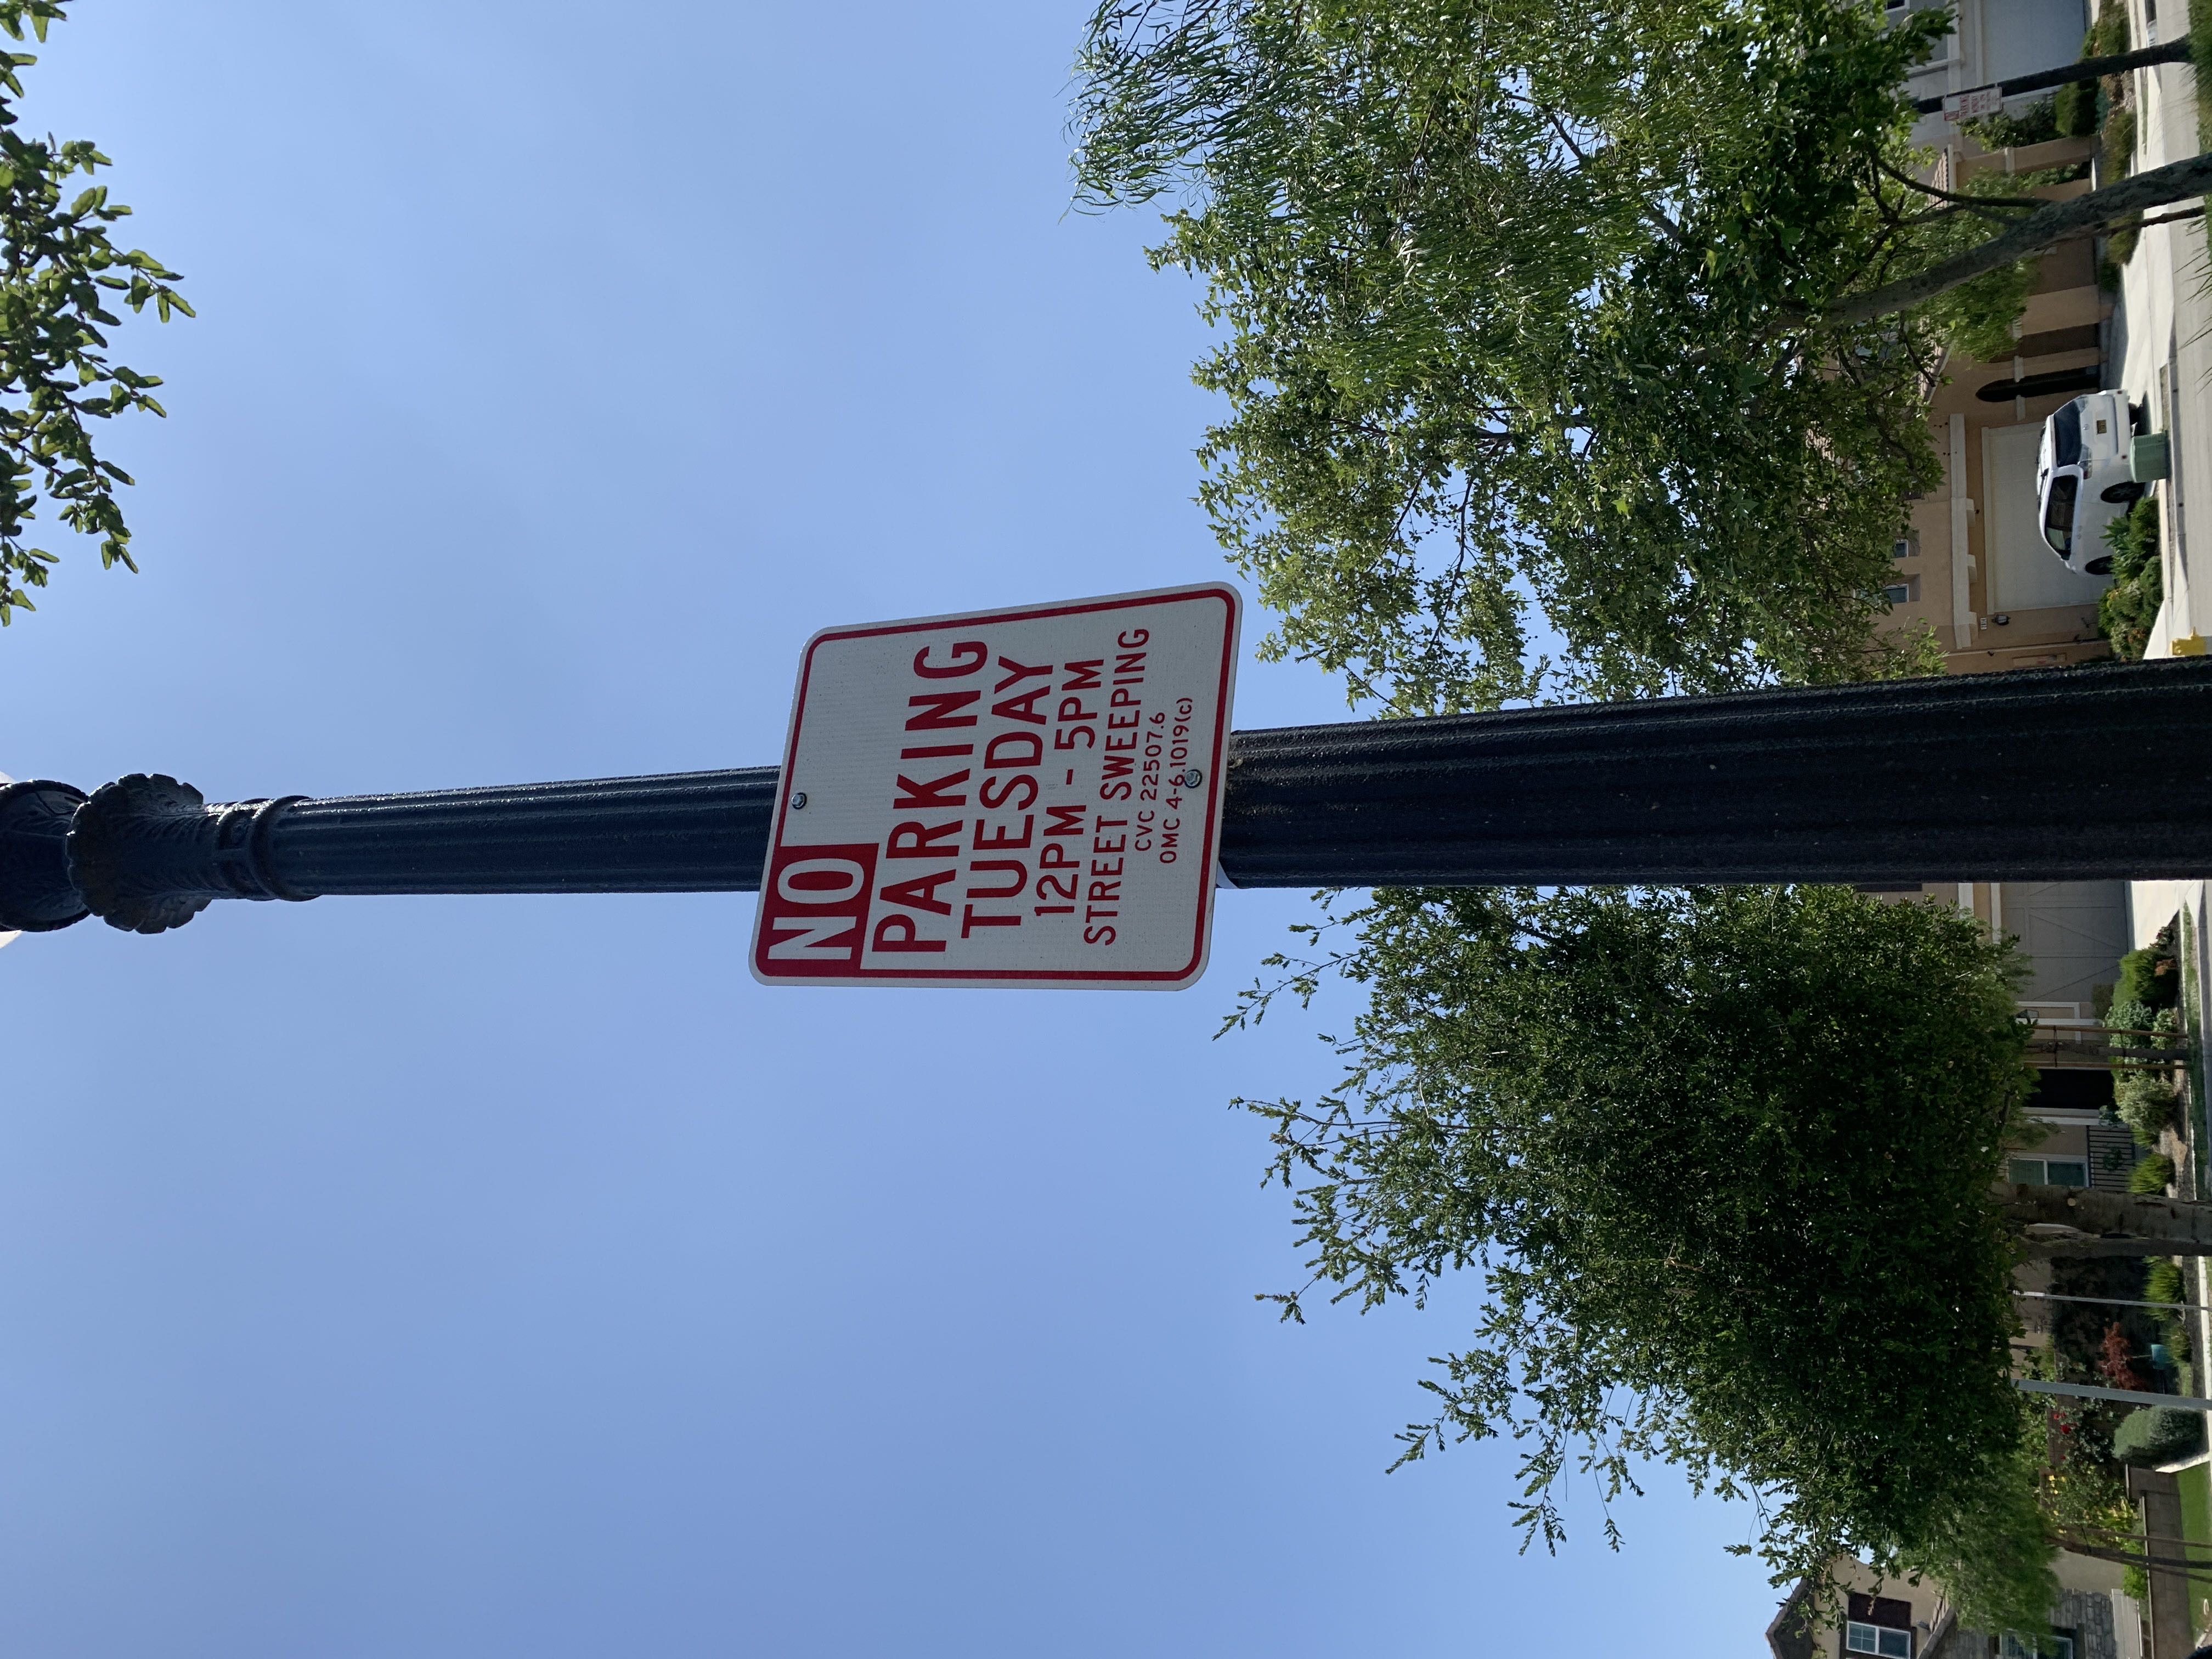 NO
PARKING
TUESDAY
12PM - 5PM
STREET SWEEPING
CVC 22507.6
OMC 4-6.1019(c)